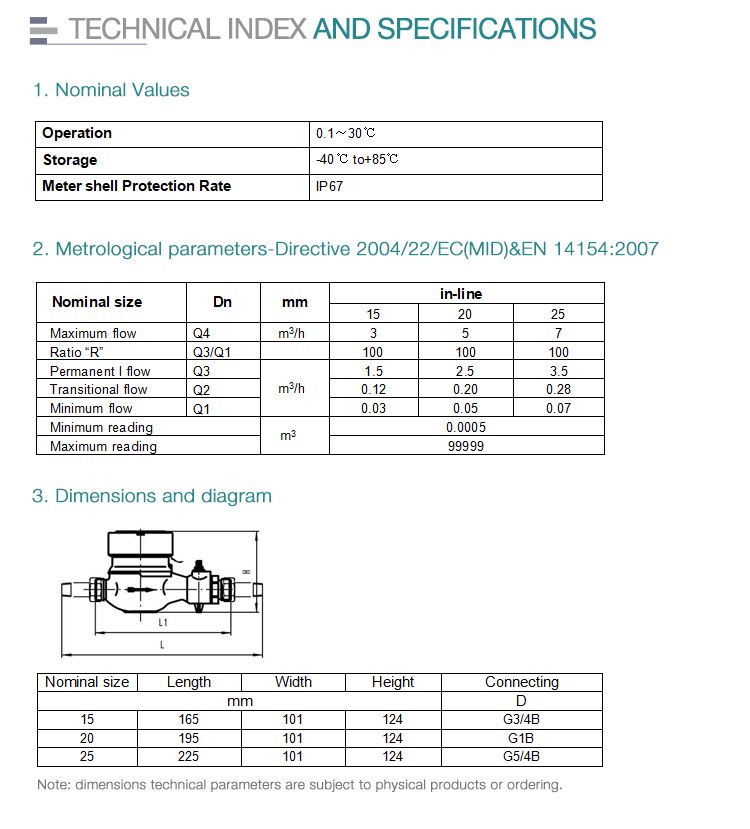 TECHNICAL INDEX AND SPECIFICATIONS
1. Nominal Values
Operation 0.1～30℃
Storage -40℃ to+85℃
Meter shell Protection Rate IP67
2. Metrological parameters-Directive 2004/22/EC(MID)&EN 14154:2007
Nominal size Dn mm in-line
15 20 25
Maximum flow Q4 m³/h 3 5 7
Ratio “R” Q3/Q1 100 100 100
Permanent l flow Q3 m³/h 1.5 2.5 3.5
Transitional flow Q2 0.12 0.20 0.28
Minimum flow Q1 0.03 0.05 0.07
Minimum reading m³ 0.0005
Maximum reading 99999
3. Dimensions and diagram
H
L1
L
Nominal size Length Width Height Connecting
mm D
15 165 101 124 G3/4B
20 195 101 124 G1B
25 225 101 124 G5/4B
Note: dimensions technical parameters are subject to physical products or ordering.